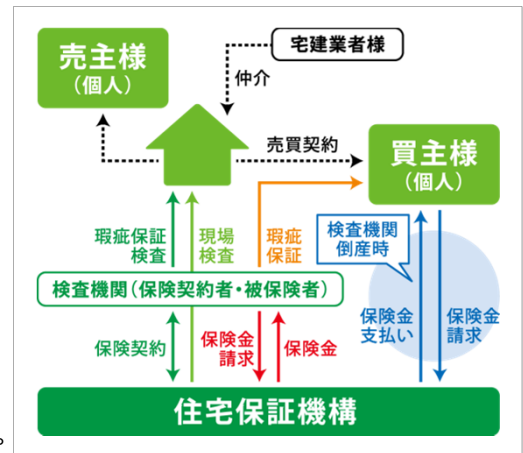 売主様
(個人)
宅建業者様
仲介
売買契約
買主様
(個人)
瑕疵保証
検査
現場
検査
瑕疵
保証
検査機関
倒産時
検査機関(保険契約者・被保険者)
保険契約
保険金
請求
保険金
保険金
支払い
保険金
請求
住宅保証機構
。